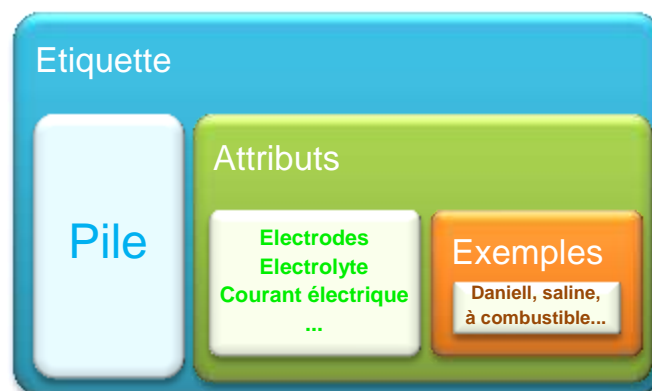 Etiquette
Pile
Attributs
Electrodes
Electrolyte
Courant électrique
...
Exemples
Daniell, saline,
à combustible...